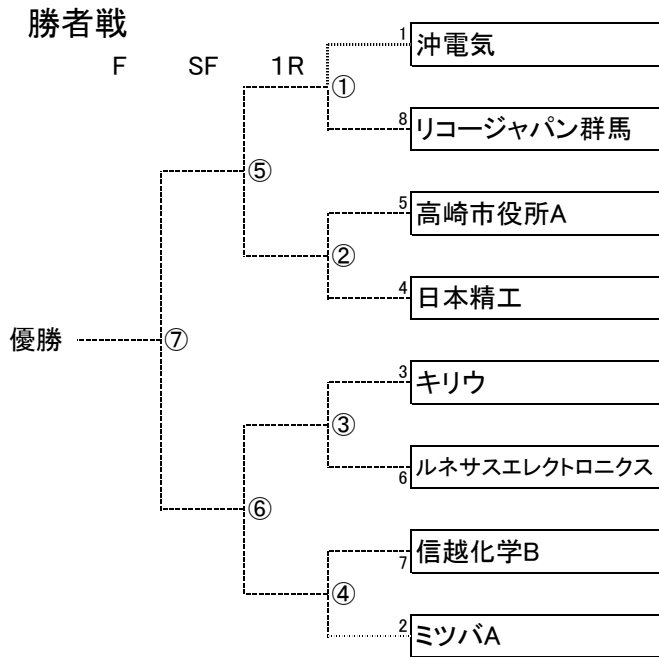 勝者戦
F SF 1R
1 沖電気
①
8 リコージャパン群馬
⑤
5 高崎市役所A
②
4 日本精工
優勝 ⑦
3 キリウ
③
6 ルネサスエレクトロニクス
⑥
7 信越化学B
④
2 ミツバA